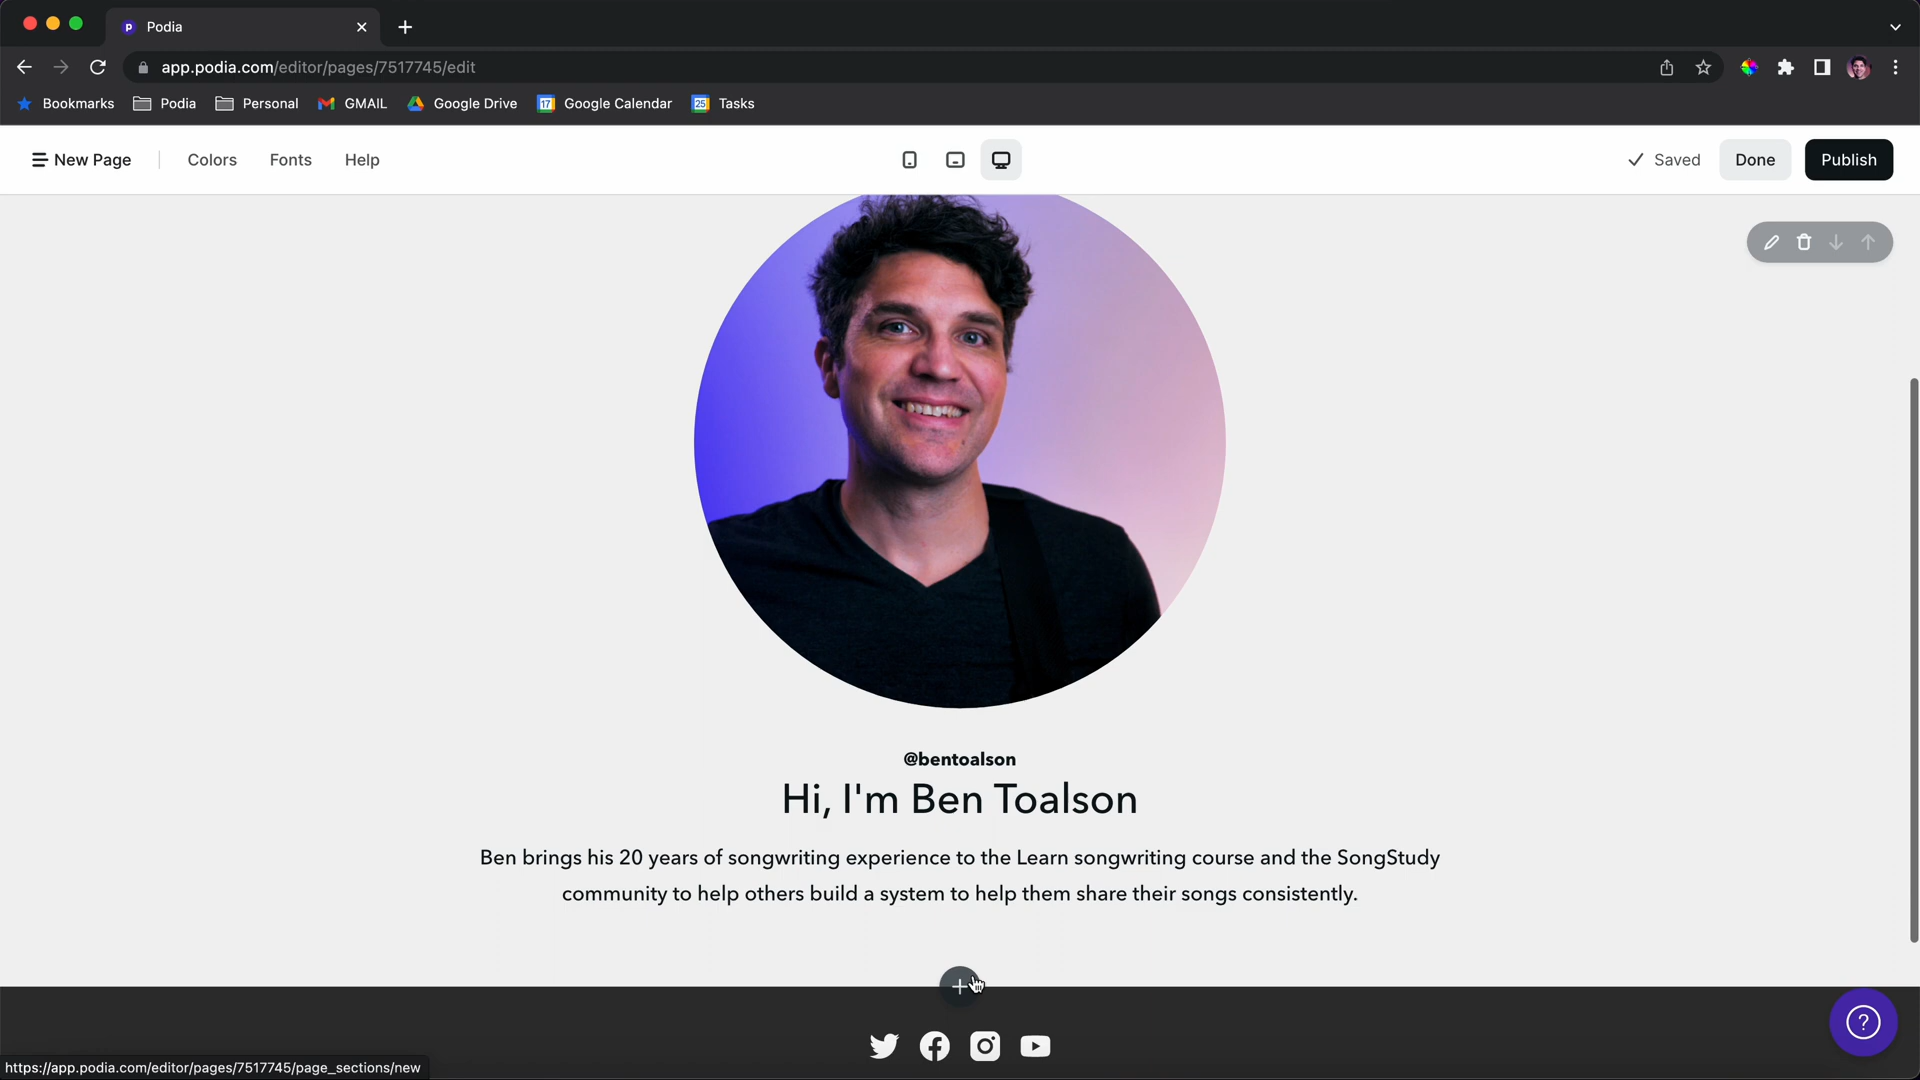 Podia
app.podia.com/editor/pages/7517745/edit
Bookmarks Podia Personal GMAIL 17 Google Drive Google Calendar 25 Tasks
New Page Colors Fonts Help Saved Done Publish
@bentoalson
Hi, I'm Ben Toalson
Ben brings his 20 years of songwriting experience to the Learn songwriting course and the SongStudy
community to help others build a system to help them share their songs consistently.
https://app.podia.com/editor/pages/7517745/page_sections/new